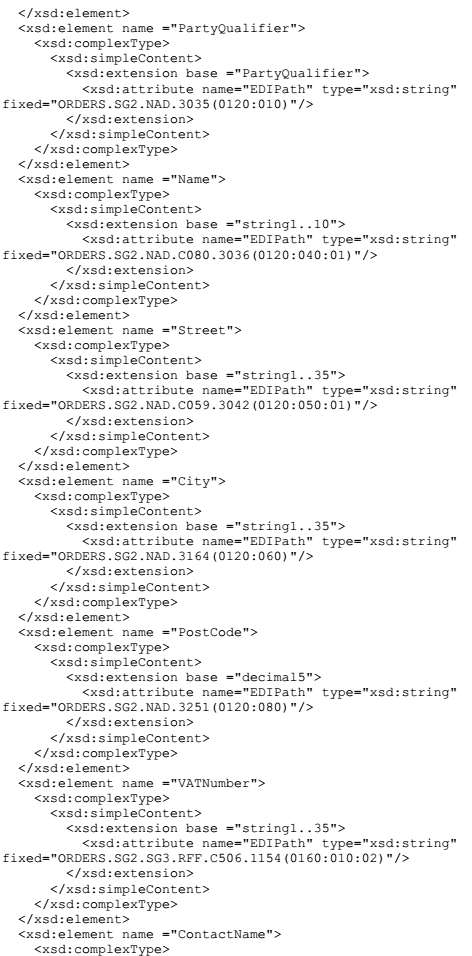 </xsd:element>
  <xsd:element name ="PartyQualifier">
    <xsd:complexType>
      <xsd:simpleContent>
        <xsd:extension base ="PartyQualifier">
          <xsd:attribute name="EDIPath" type="xsd:string"
fixed="ORDERS.SG2.NAD.3035(0120:010)"/>
        </xsd:extension>
      </xsd:simpleContent>
    </xsd:complexType>
  </xsd:element>
  <xsd:element name ="Name">
    <xsd:complexType>
      <xsd:simpleContent>
        <xsd:extension base ="string1..10">
          <xsd:attribute name="EDIPath" type="xsd:string"
fixed="ORDERS.SG2.NAD.C080.3036(0120:040:01)"/>
        </xsd:extension>
      </xsd:simpleContent>
    </xsd:complexType>
  </xsd:element>
  <xsd:element name ="Street">
    <xsd:complexType>
      <xsd:simpleContent>
        <xsd:extension base ="string1..35">
          <xsd:attribute name="EDIPath" type="xsd:string"
fixed="ORDERS.SG2.NAD.C059.3042(0120:050:01)"/>
        </xsd:extension>
      </xsd:simpleContent>
    </xsd:complexType>
  </xsd:element>
  <xsd:element name ="City">
    <xsd:complexType>
      <xsd:simpleContent>
        <xsd:extension base ="string1..35">
          <xsd:attribute name="EDIPath" type="xsd:string"
fixed="ORDERS.SG2.NAD.3164(0120:060)"/>
        </xsd:extension>
      </xsd:simpleContent>
    </xsd:complexType>
  </xsd:element>
  <xsd:element name ="PostCode">
    <xsd:complexType>
      <xsd:simpleContent>
        <xsd:extension base ="decimal5">
          <xsd:attribute name="EDIPath" type="xsd:string"
fixed="ORDERS.SG2.NAD.3251(0120:080)"/>
        </xsd:extension>
      </xsd:simpleContent>
    </xsd:complexType>
  </xsd:element>
  <xsd:element name ="VATNumber">
    <xsd:complexType>
      <xsd:simpleContent>
        <xsd:extension base ="string1..35">
          <xsd:attribute name="EDIPath" type="xsd:string"
fixed="ORDERS.SG2.SG3.RFF.C506.1154(0160:010:02)"/>
        </xsd:extension>
      </xsd:simpleContent>
    </xsd:complexType>
  </xsd:element>
  <xsd:element name ="ContactName">
    <xsd:complexType>